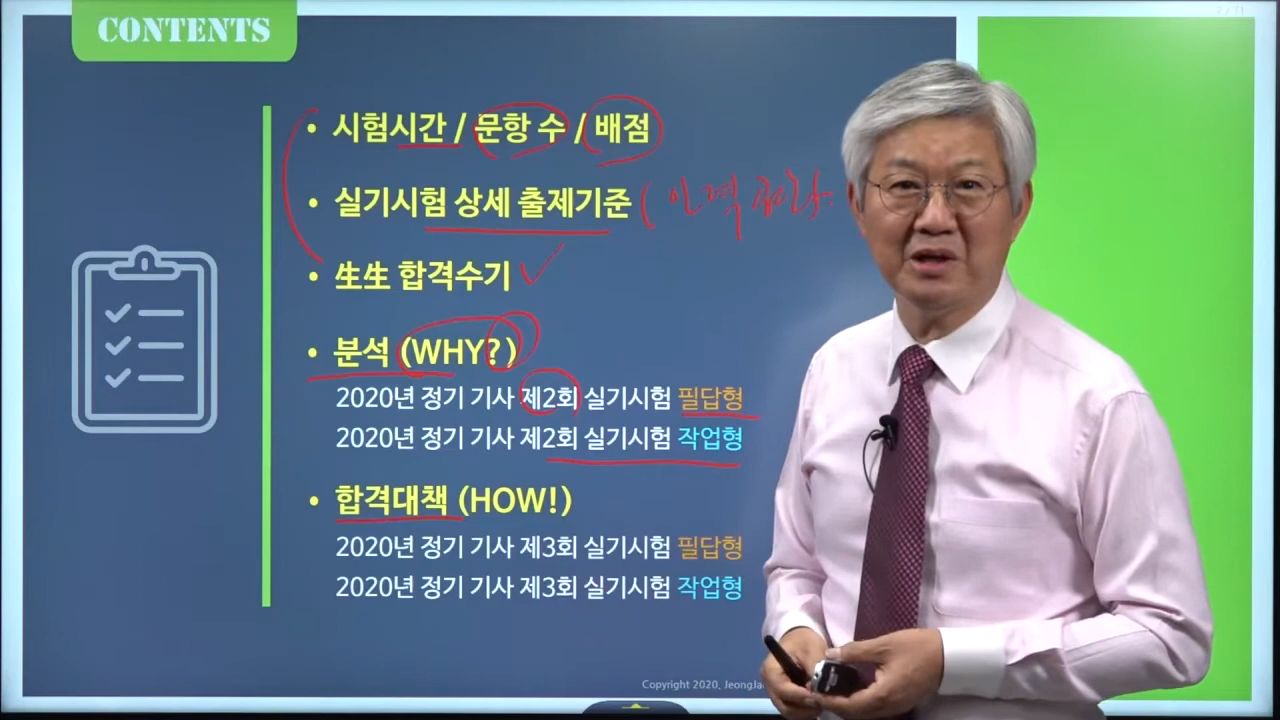 CONTENTS
• 시험시간 / 문항 수 / 배점
• 실기시험 상세 출제기준
• 生生 합격수기
• 분석 (WHY?)
2020년 정기 기사 제2회 실기시험 필답형
2020년 정기 기사 제2회 실기시험 작업형
• 합격대책 (HOW!)
2020년 정기 기사 제3회 실기시험 필답형
2020년 정기 기사 제3회 실기시험 작업형
Copyright 2020, JeongJa